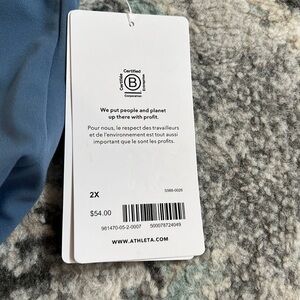 Certified
B
Corporation
We put people and planet
up there with profit.
Pour nous, le respect des travailleurs
et de l'environnement est tout aussi
important que le sont les profits.
2X
$54.00
961470-05-2-0007 500078724949
WWW.ATHLETA.COM